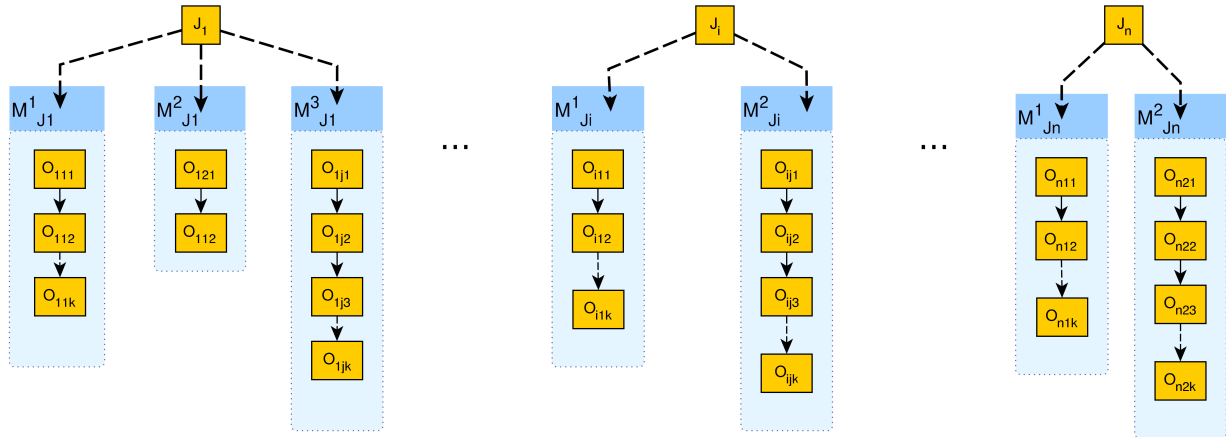 J1
Ji
Jn
M1J1
M2J1
M3J1
M1Ji
M2Ji
M1Jn
M2Jn
O111
O112
O11k
O121
O112
O1j1
O1j2
O1j3
O1jk
...
Oi11
Oi12
Oi1k
Oij1
Oij2
Oij3
Oijk
...
On11
On12
On1k
On21
On22
On23
On2k